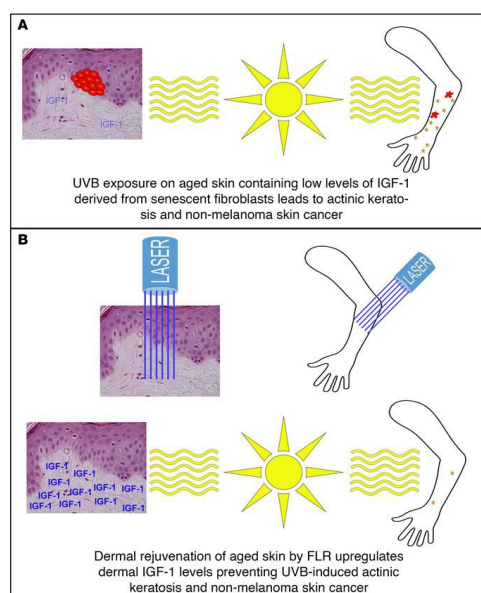 A
IGF-1
IGF-1
UVB exposure on aged skin containing low levels of IGF-1
derived from senescent fibroblasts leads to actinic kerato-
sis and non-melanoma skin cancer
B
LASER
LASER
IGF-1
IGF-1
IGF-1
IGF-1
IGF-1
IGF-1
IGF-1
IGF-1
IGF-1
IGF-1
IGF-1
Dermal rejuvenation of aged skin by FLR upregulates
dermal IGF-1 levels preventing UVB-induced actinic
keratosis and non-melanoma skin cancer